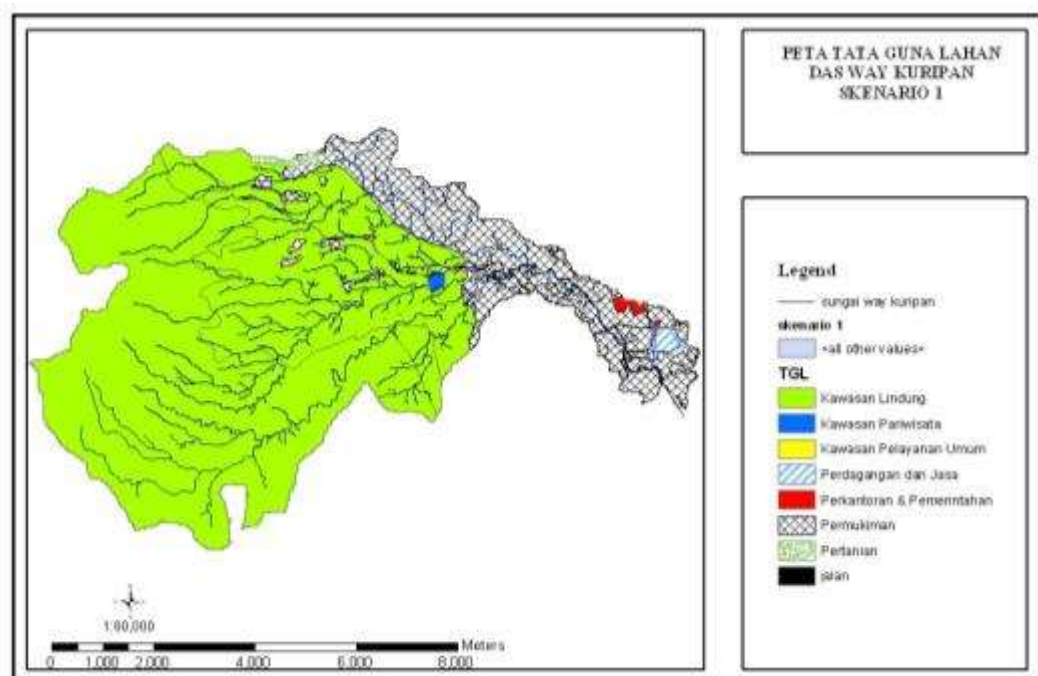 PETA TATA GUNA LAHAN
DAS WAY KURIPAN
SKENARIO 1
Legend
sungai way kuripan
skenario 1
<all other values>
TGL
Kawasan Lindung
Kawasan Pariwisata
Kawasan Pelayanan Umum
Perdagangan dan Jasa
Perkantoran & Pemerintahan
Permukiman
Pertanian
jalan
1:60,000
Meters
0 1,000 2,000 4,000 6,000 8,000